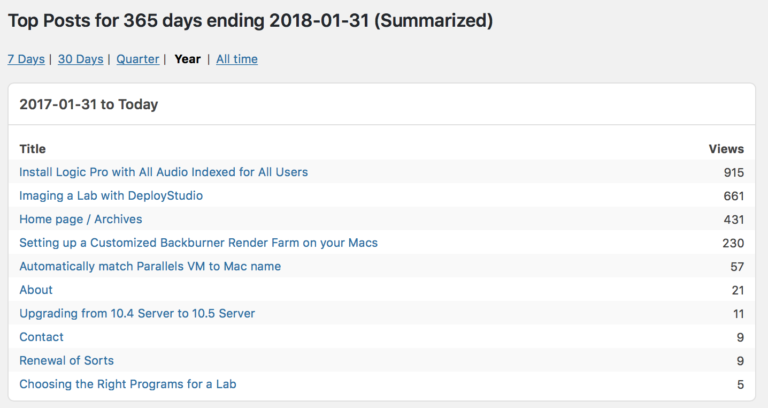 Top Posts for 365 days ending 2018-01-31 (Summarized)
7 Days | 30 Days | Quarter | Year | All time
2017-01-31 to Today
Title Views
Install Logic Pro with All Audio Indexed for All Users 915
Imaging a Lab with DeployStudio 661
Home page / Archives 431
Setting up a Customized Backburner Render Farm on your Macs 230
Automatically match Parallels VM to Mac name 57
About 21
Upgrading from 10.4 Server to 10.5 Server 11
Contact 9
Renewal of Sorts 9
Choosing the Right Programs for a Lab 5